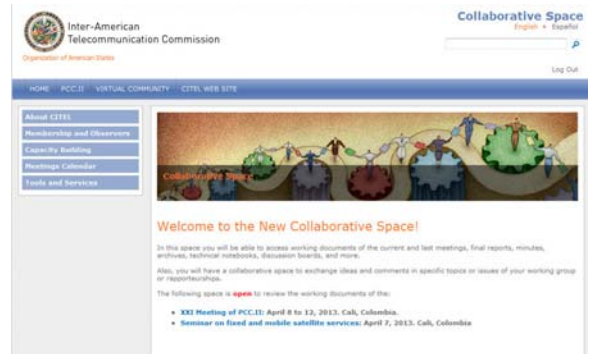 Collaborative Space
English • Español
Inter-American
Telecommunication Commission
Organization of American States
Log Out
HOME PCC.II VIRTUAL COMMUNITY CITEL WEB SITE
About CITEL
Membership and Observers
Capacity Building
Meetings Calendar
Tools and Services
Collaborative Space
Welcome to the New Collaborative Space!
In this space you will be able to access working documents of the current and last meetings, final reports, minutes,
archives, technical notebooks, discussion boards, and more.
Also, you will have a collaborative space to exchange ideas and comments in specific topics or issues of your working group
or rapporteurships.
The following space is open to review the working documents of the:
• XXI Meeting of PCC.II: April 8 to 12, 2013. Cali, Colombia.
• Seminar on fixed and mobile satellite services: April 7, 2013. Cali, Colombia